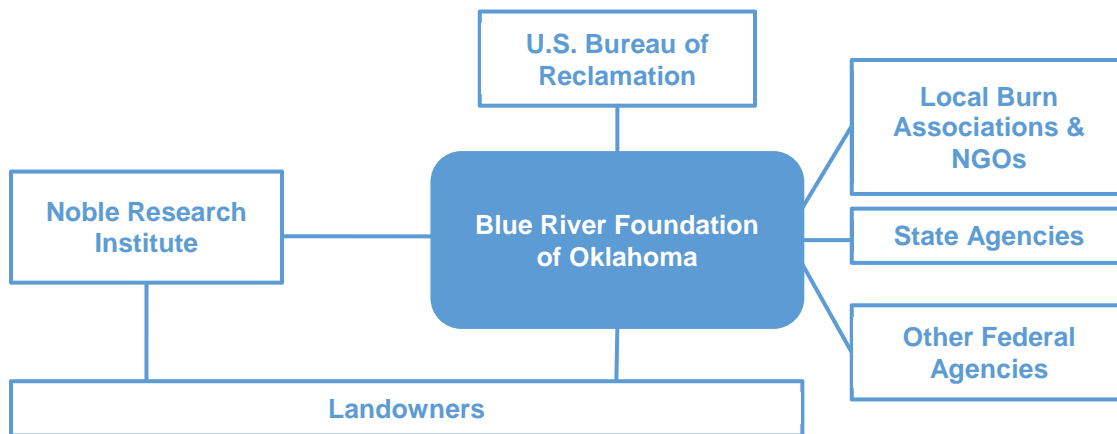 U.S. Bureau of
Reclamation
Local Burn
Associations &
NGOs
Noble Research
Institute
Blue River Foundation
of Oklahoma
State Agencies
Other Federal
Agencies
Landowners